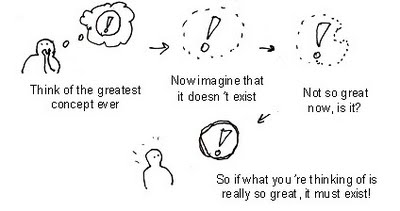 !
!
!
Think of the greatest
concept ever
Now imagine that
it doesn't exist
Not so great
now, is it?
!
So if what you're thinking of is
really so great, it must exist!